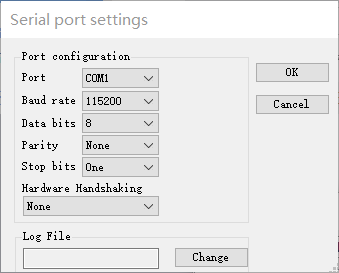 Serial port settings
Port configuration
Port COM1
OK
Baud rate 115200
Cancel
Data bits 8
Parity None
Stop bits One
Hardware Handshaking
None
Log File
Change